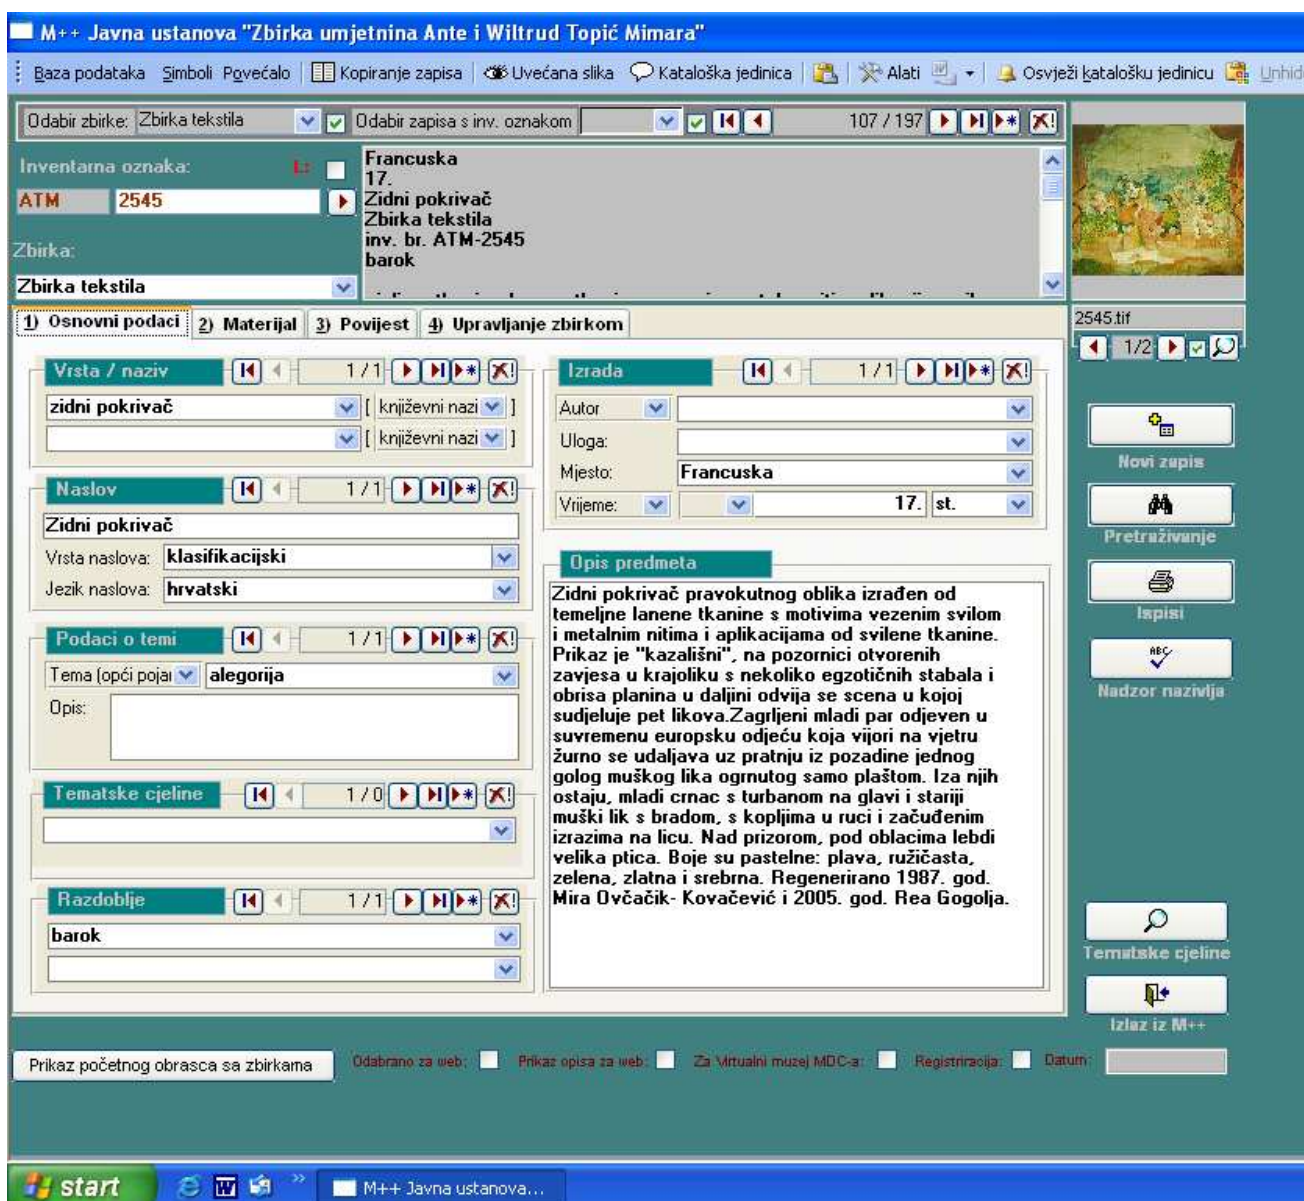 M++ Javna ustanova "Zbirka umjetnina Ante i Wiltrud Topić Mimara"
Baza podataka Simboli Povećalo Kopiranje zapisa Uvećana slika Kataloška jedinica Alati Osvježi katalošku jedinicu Unhid
Odabir zbirke: Zbirka tekstila Odabir zapisa s inv. oznakom 107 / 197
Inventarna oznaka:
ATM 2545
Zbirka:
Zbirka tekstila
Francuska
17.
Zidni pokrivač
Zbirka tekstila
inv. br. ATM-2545
barok
2545.tif
1/2
1) Osnovni podaci 2) Materijal 3) Povijest 4) Upravljanje zbirkom
Vrsta / naziv 1 / 1
zidni pokrivač [ književni nazi ]
[ književni nazi ]
Naslov 1 / 1
Zidni pokrivač
Vrsta naslova: klasifikacijski
Jezik naslova: hrvatski
Podaci o temi 1 / 1
Tema (opći pojai alegorija
Opis:
Tematske cjeline 1 / 0
Razdoblje 1 / 1
barok
Izrada 1 / 1
Autor
Uloga:
Mjesto: Francuska
Vrijeme: 17. st.
Opis predmeta
Zidni pokrivač pravokutnog oblika izrađen od
temeljne lanene tkanine s motivima vezenim svilom
i metalnim nitima i aplikacijama od svilene tkanine.
Prikaz je "kazališni", na pozornici otvorenih
zavjesa u krajoliku s nekoliko egzotičnih stabala i
obrisa planina u daljini odvija se scena u kojoj
sudjeluje pet likova.Zagrljeni mladi par odjeven u
suvremenu europsku odjeću koja vijori na vjetru
žurno se udaljava uz pratnju iz pozadine jednog
golog muškog lika ogrnutog samo plaštom. Iza njih
ostaju, mladi crnac s turbanom na glavi i stariji
muški lik s bradom, s kopljima u ruci i začuđenim
izrazima na licu. Nad prizorom, pod oblacima lebdi
velika ptica. Boje su pastelne: plava, ružičasta,
zelena, zlatna i srebrna. Regenerirano 1987. god.
Mira Ovčačik- Kovačević i 2005. god. Rea Gogolja.
Novi zapis
Pretraživanje
Ispisi
ABC
Nadzor nazivlja
Tematske cjeline
Izlaz iz M++
Prikaz početnog obrasca sa zbirkama Odabrano za web: Prikaz opisa za web: Za Virtualni muzej MDC-a: Registriracija: Datum:
start M++ Javna ustanova...